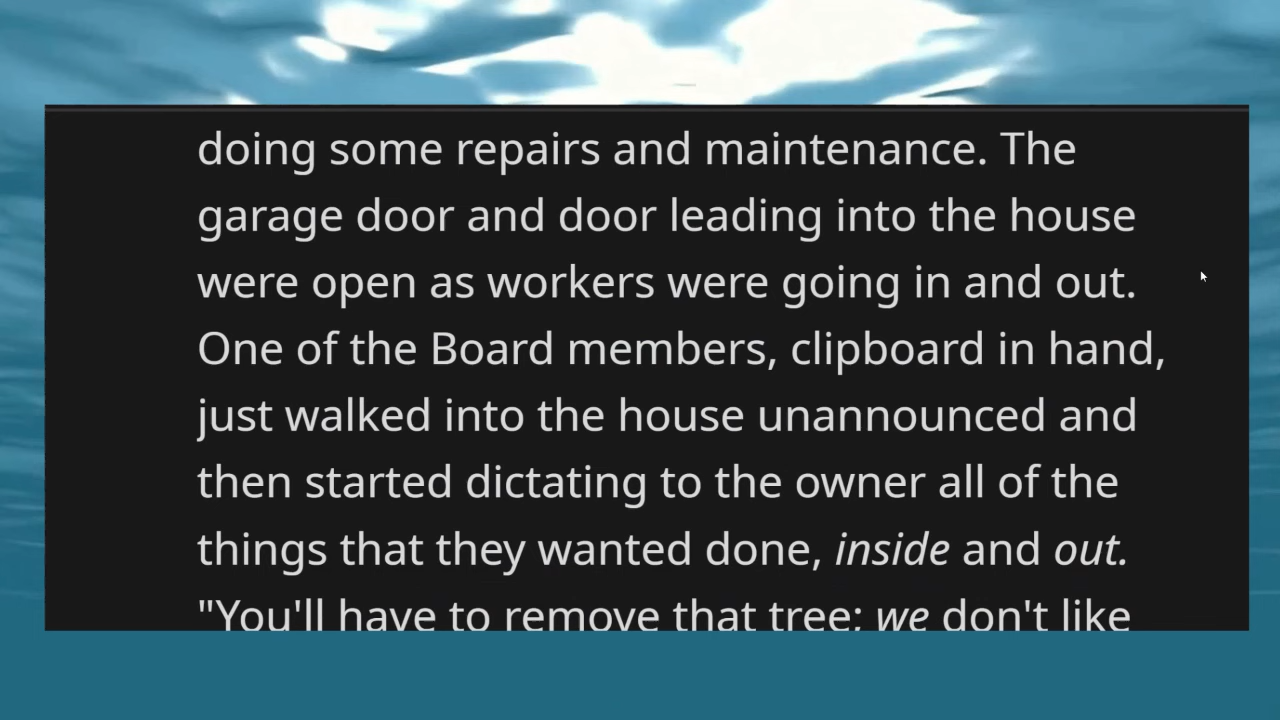 doing some repairs and maintenance. The
garage door and door leading into the house
were open as workers were going in and out.
One of the Board members, clipboard in hand,
just walked into the house unannounced and
then started dictating to the owner all of the
things that they wanted done, inside and out.
"You'll have to remove that tree; we don't like